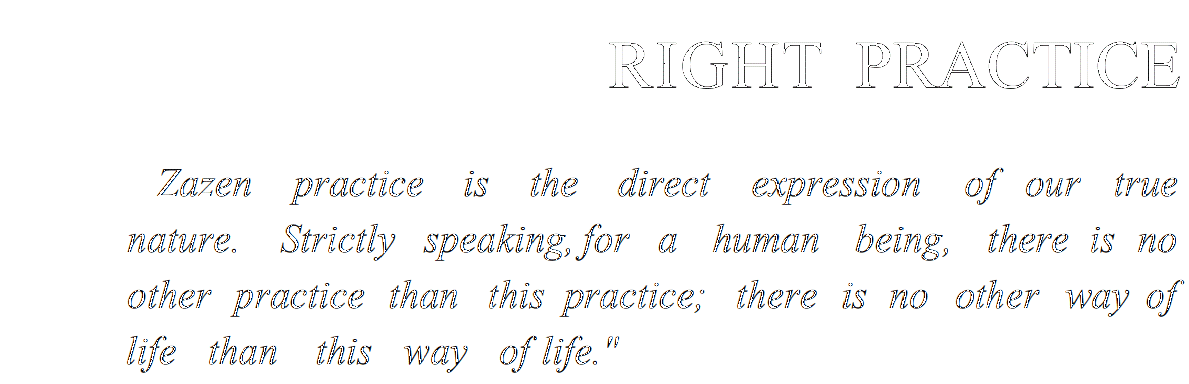 RIGHT PRACTICE
Zazen practice is the direct expression of our true
nature. Strictly speaking, for a human being, there is no
other practice than this practice; there is no other way of
life than this way of life."